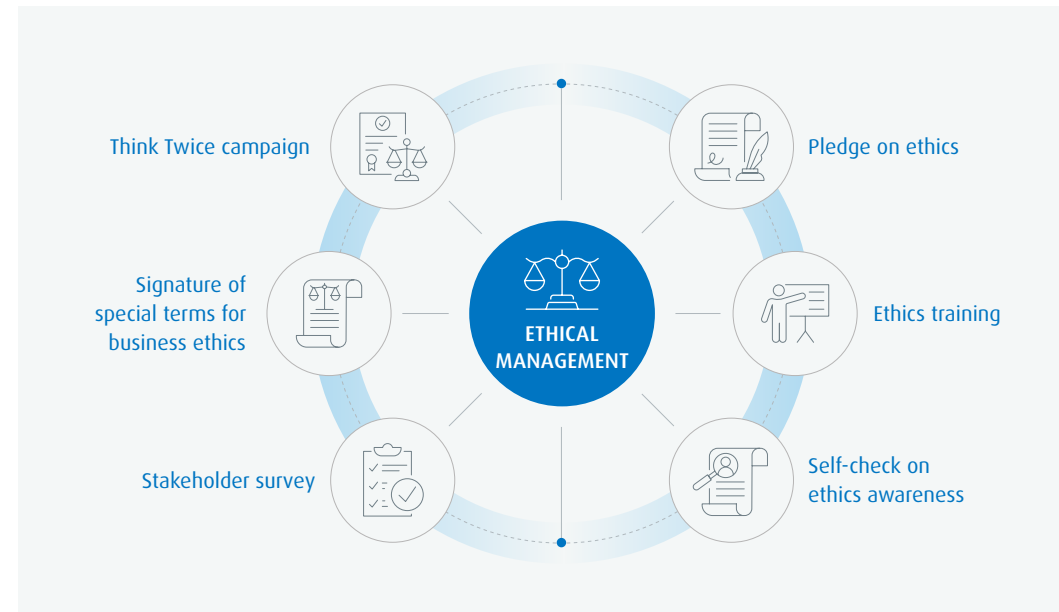 Think Twice campaign
Pledge on ethics
Signature of
special terms for
business ethics
ETHICAL
MANAGEMENT
Ethics training
Stakeholder survey
Self-check on
ethics awareness